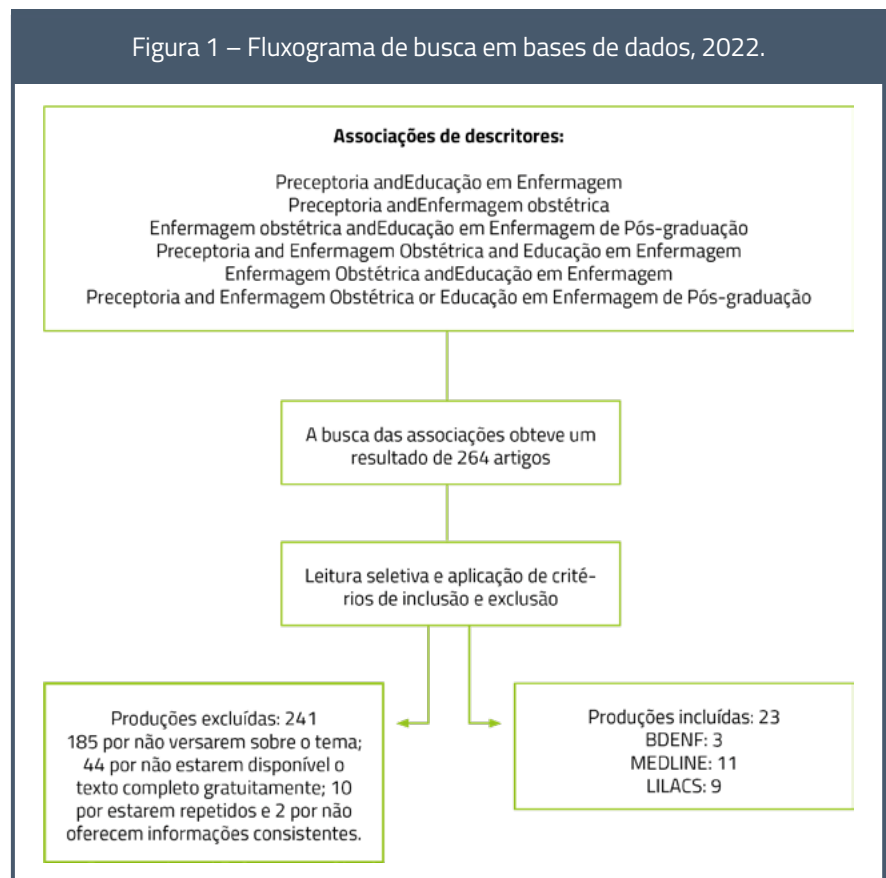 Figura 1 – Fluxograma de busca em bases de dados, 2022.
Associações de descritores:
Preceptoria andEducação em Enfermagem
Preceptoria andEnfermagem obstétrica
Enfermagem obstétrica andEducação em Enfermagem de Pós-graduação
Preceptoria and Enfermagem Obstétrica and Educação em Enfermagem
Enfermagem Obstétrica andEducação em Enfermagem
Preceptoria and Enfermagem Obstétrica or Educação em Enfermagem de Pós-graduação
A busca das associações obteve um
resultado de 264 artigos
Leitura seletiva e aplicação de crité-
rios de inclusão e exclusão
Produções excluídas: 241
185 por não versarem sobre o tema;
44 por não estarem disponível o
texto completo gratuitamente; 10
por estarem repetidos e 2 por não
oferecem informações consistentes.
Produções incluídas: 23
BDENF: 3
MEDLINE: 11
LILACS: 9